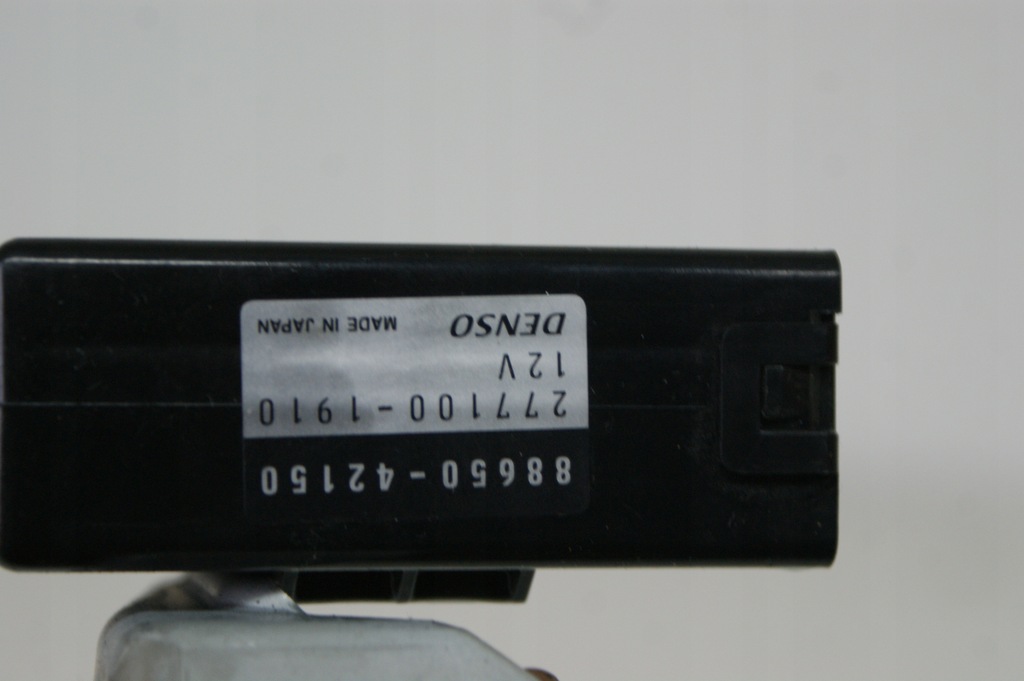 88650-42150
277100-1910
12V
DENSO MADE IN JAPAN